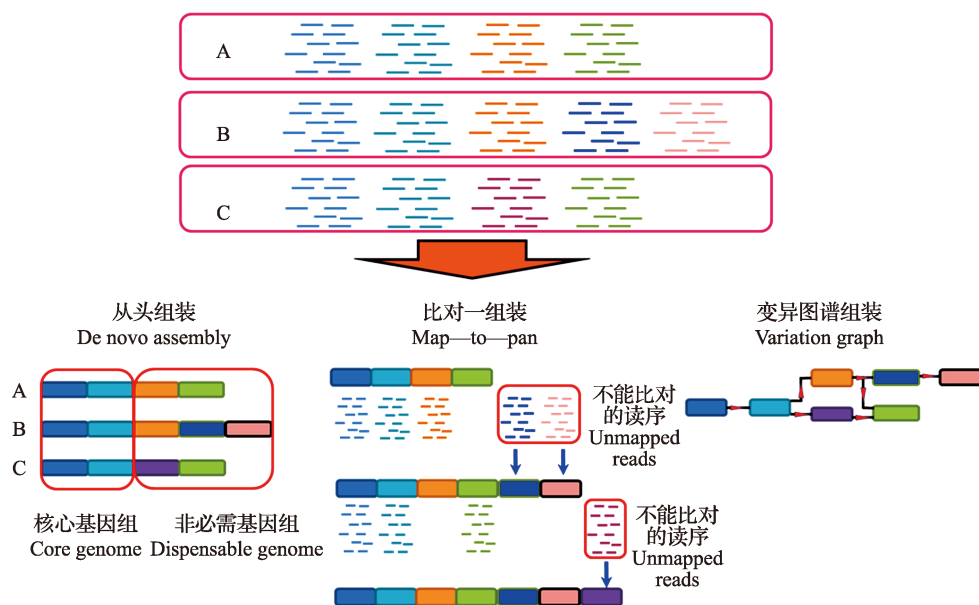 A
B
C
从头组装
De novo assembly
比对一组装
Map—to—pan
变异图谱组装
Variation graph
A
B
C
核心基因组
Core genome
非必需基因组
Dispensable genome
不能比对
的读序
Unmapped
reads
不能比对
的读序
Unmapped
reads